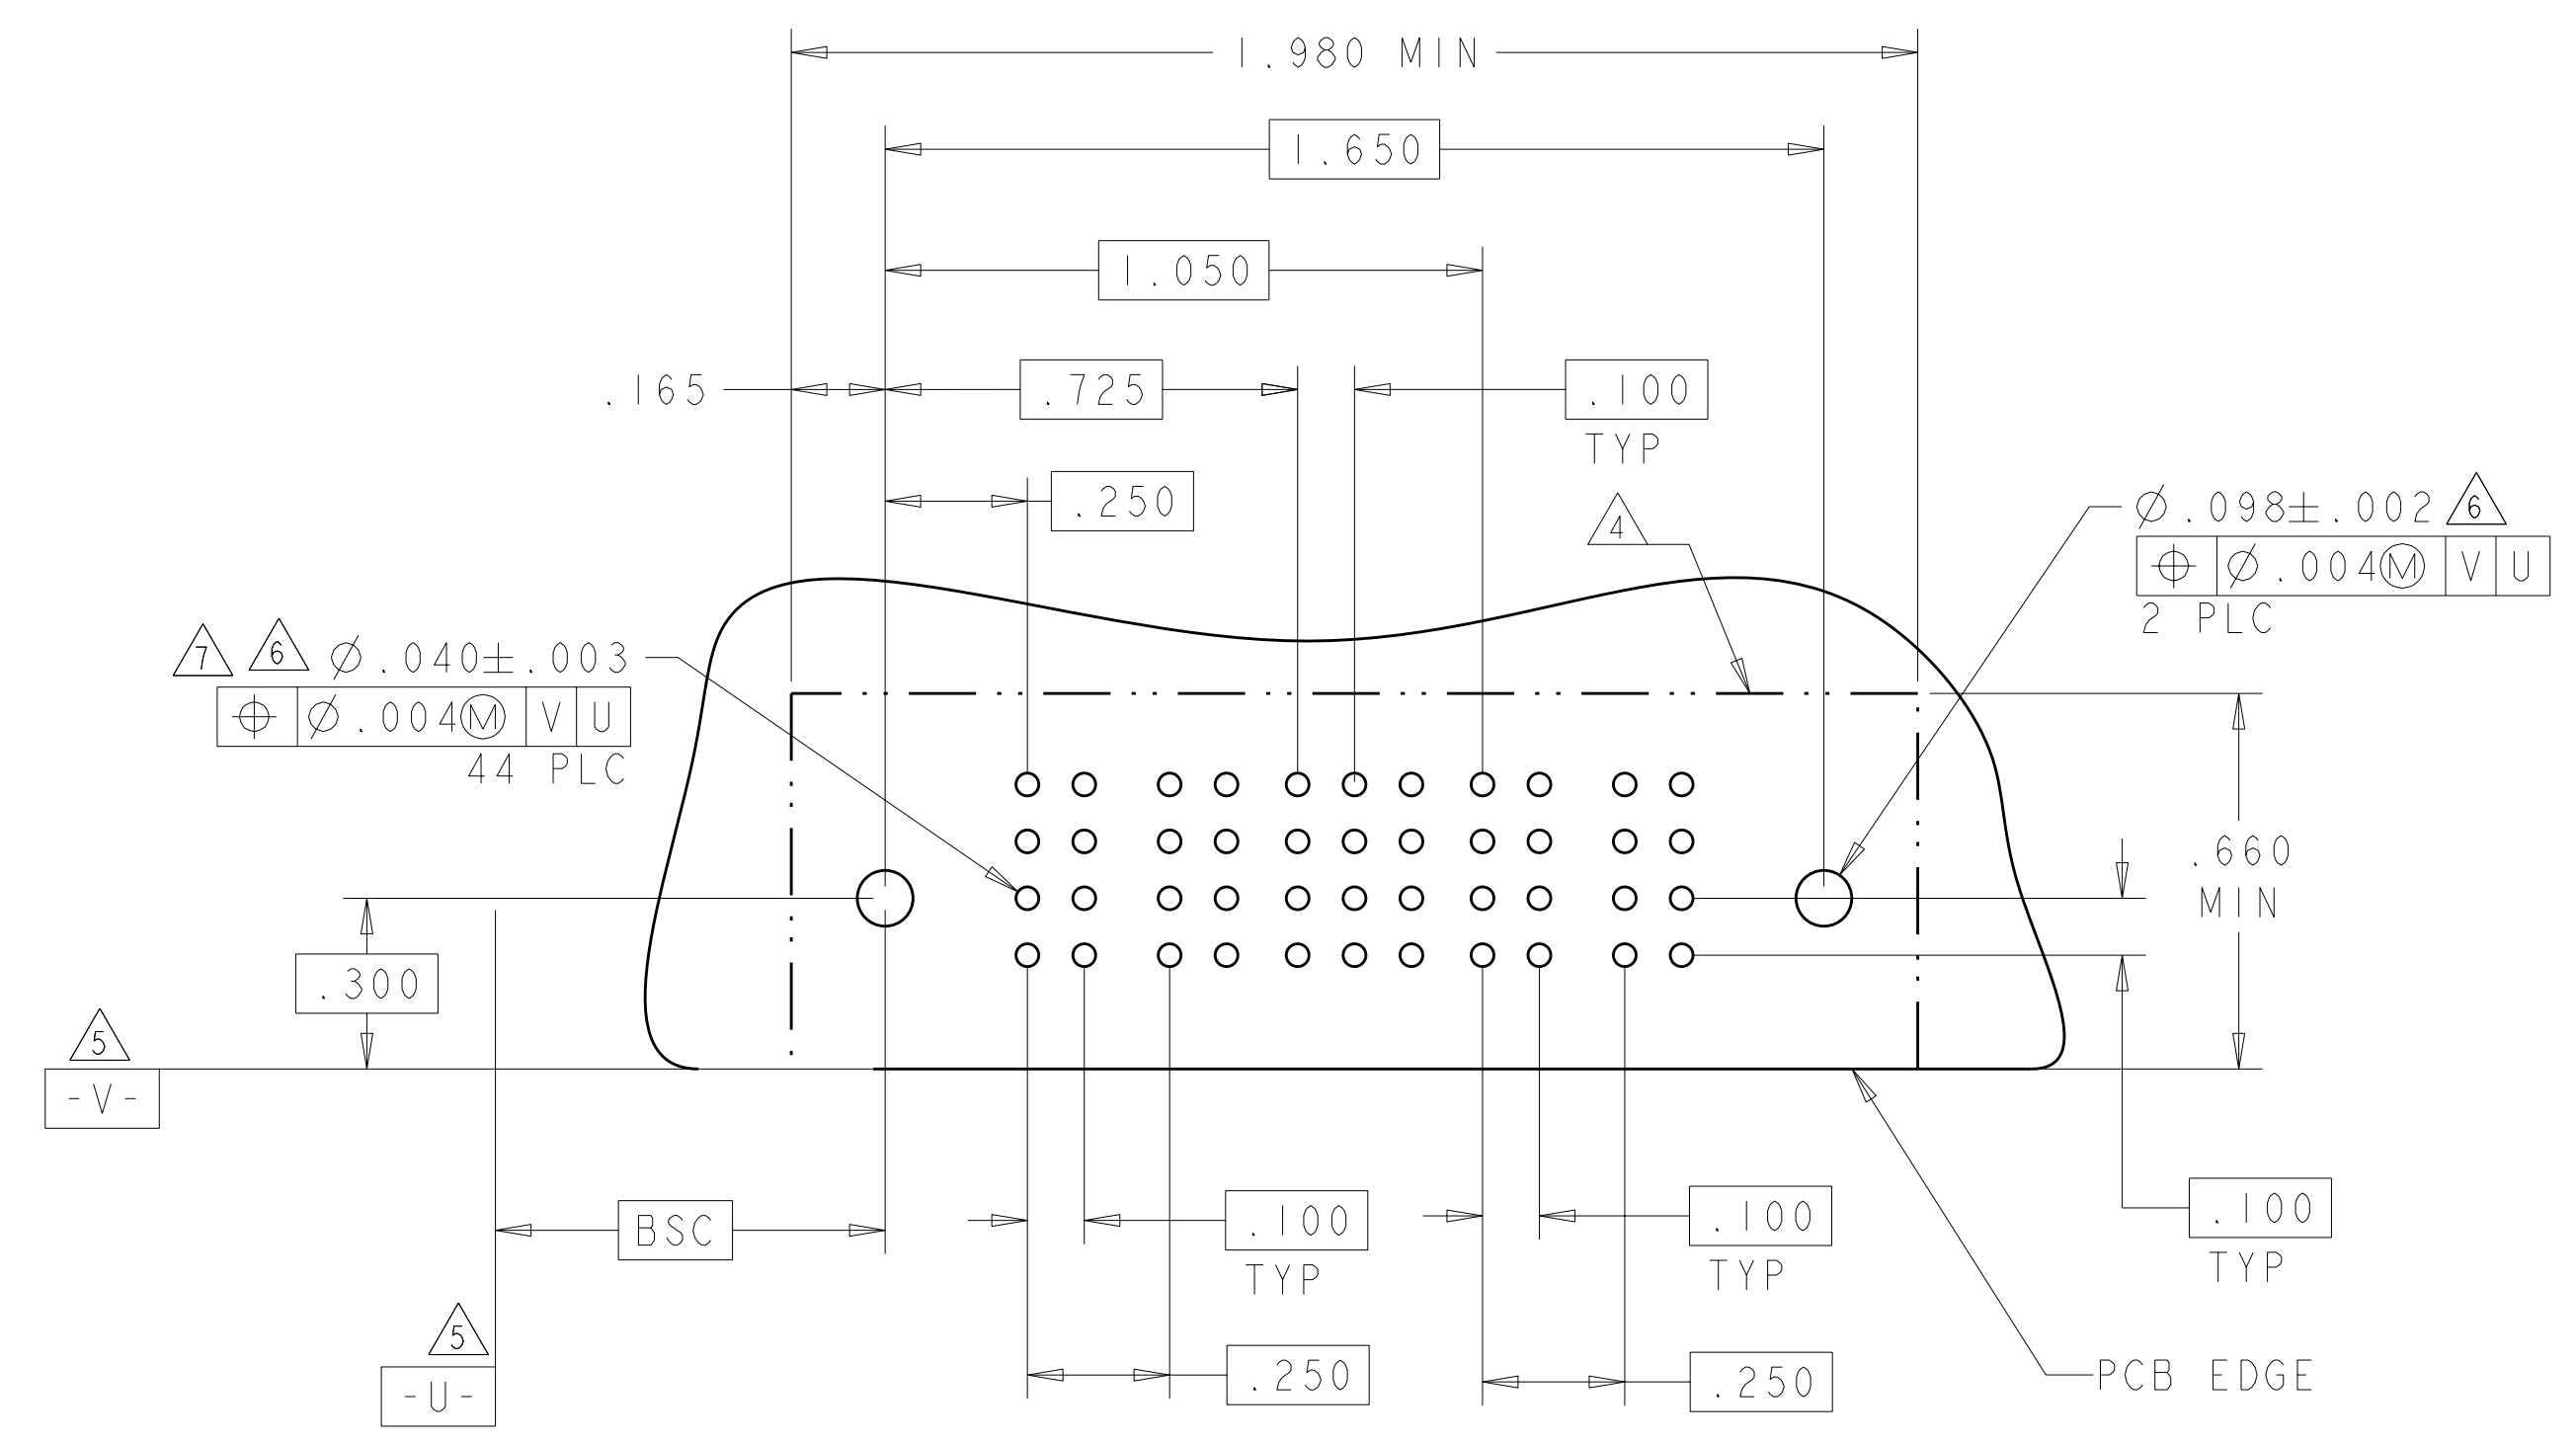 1.980 MIN
1.650
1.050
.165
.725
.100
TYP
.250
4
⌀.098±.002 6
⌖ ⌀.004Ⓜ V U
2 PLC
7 6 ⌀.040±.003
⌖ ⌀.004Ⓜ V U
44 PLC
.660
MIN
.300
5
-V-
BSC
.100
TYP
.100
TYP
.100
TYP
5
-U-
.250
.250
PCB EDGE